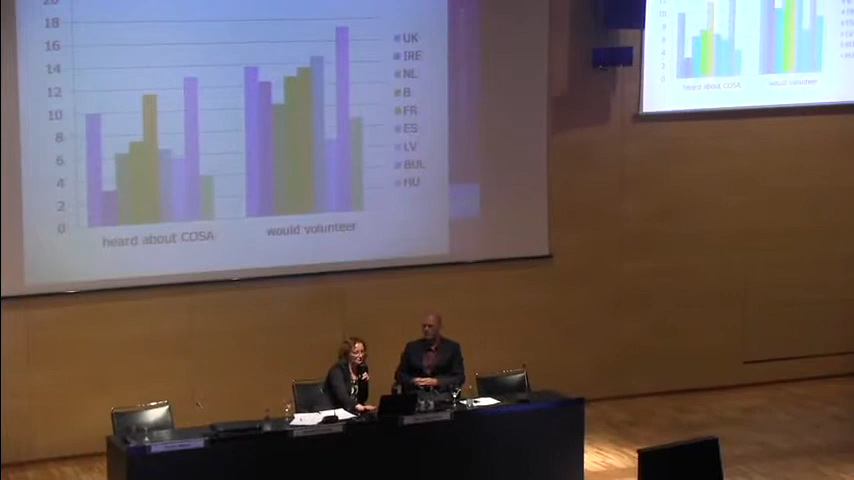 20
18
16
14
12
10
8
6
4
2
0
heard about COSA
would volunteer
UK
IRE
NL
B
FR
ES
LV
BUL
HU
heard about COSA
would volunteer